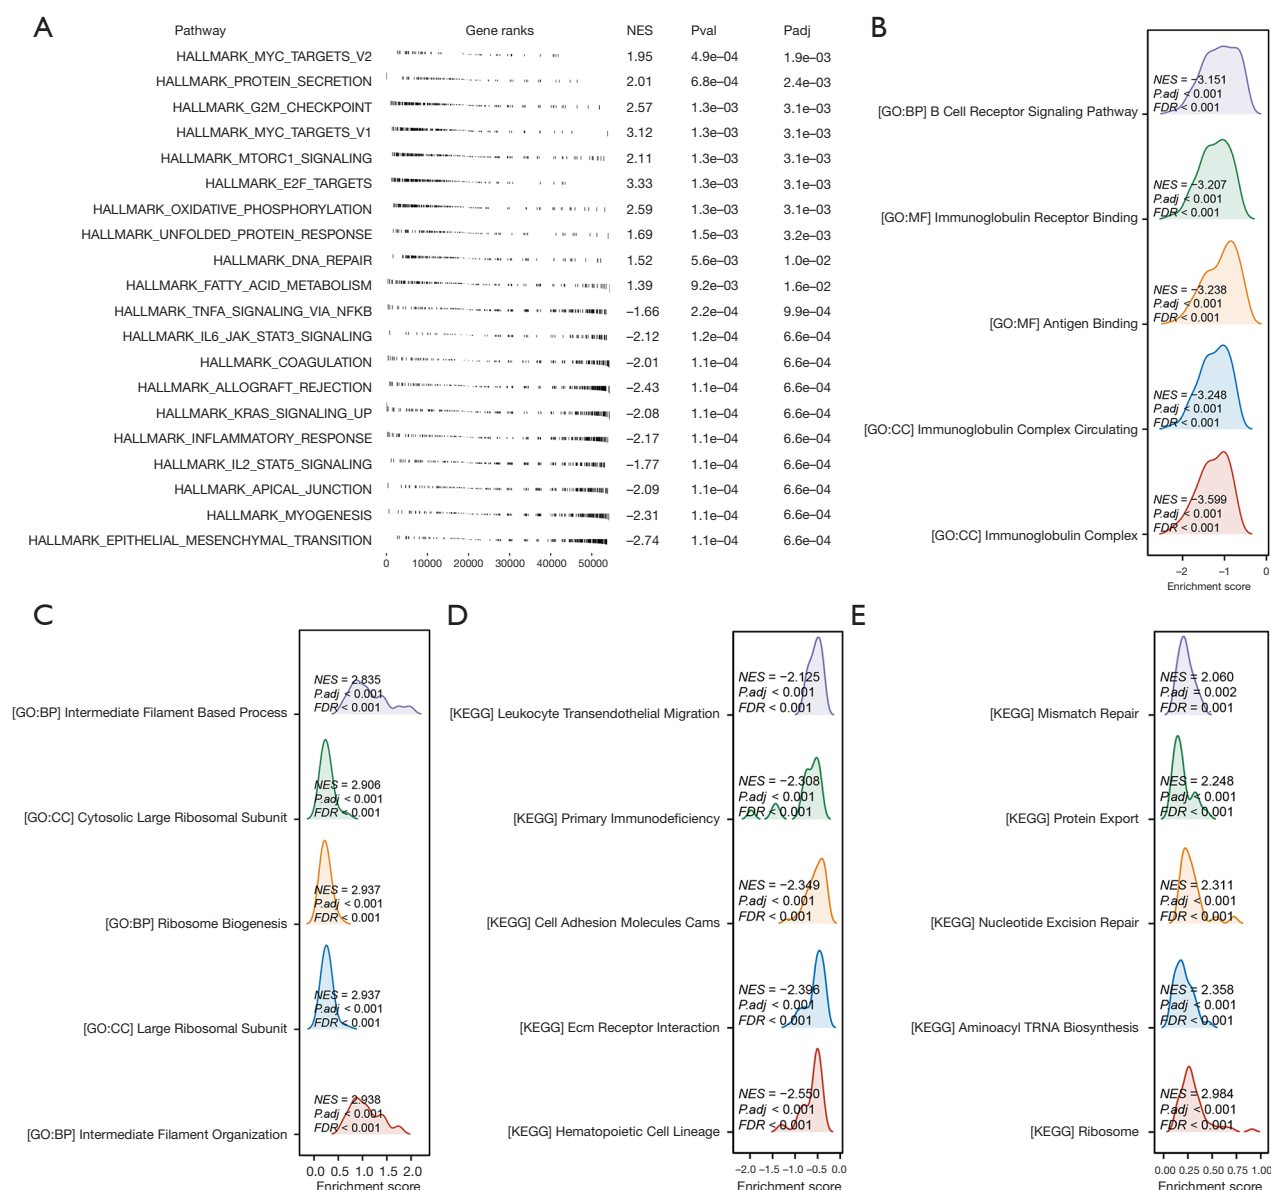 A
Pathway Gene ranks NES Pval Padj
HALLMARK_MYC_TARGETS_V2 1.95 4.9e–04 1.9e–03
HALLMARK_PROTEIN_SECRETION 2.01 6.8e–04 2.4e–03
HALLMARK_G2M_CHECKPOINT 2.57 1.3e–03 3.1e–03
HALLMARK_MYC_TARGETS_V1 3.12 1.3e–03 3.1e–03
HALLMARK_MTORC1_SIGNALING 2.11 1.3e–03 3.1e–03
HALLMARK_E2F_TARGETS 3.33 1.3e–03 3.1e–03
HALLMARK_OXIDATIVE_PHOSPHORYLATION 2.59 1.3e–03 3.1e–03
HALLMARK_UNFOLDED_PROTEIN_RESPONSE 1.69 1.5e–03 3.2e–03
HALLMARK_DNA_REPAIR 1.52 5.6e–03 1.0e–02
HALLMARK_FATTY_ACID_METABOLISM 1.39 9.2e–03 1.6e–02
HALLMARK_TNFA_SIGNALING_VIA_NFKB −1.66 2.2e–04 9.9e–04
HALLMARK_IL6_JAK_STAT3_SIGNALING −2.12 1.2e–04 6.6e–04
HALLMARK_COAGULATION −2.01 1.1e–04 6.6e–04
HALLMARK_ALLOGRAFT_REJECTION −2.43 1.1e–04 6.6e–04
HALLMARK_KRAS_SIGNALING_UP −2.08 1.1e–04 6.6e–04
HALLMARK_INFLAMMATORY_RESPONSE −2.17 1.1e–04 6.6e–04
HALLMARK_IL2_STAT5_SIGNALING −1.77 1.1e–04 6.6e–04
HALLMARK_APICAL_JUNCTION −2.09 1.1e–04 6.6e–04
HALLMARK_MYOGENESIS −2.31 1.1e–04 6.6e–04
HALLMARK_EPITHELIAL_MESENCHYMAL_TRANSITION −2.74 1.1e–04 6.6e–04
0 10000 20000 30000 40000 50000
B
NES = −3.151
P.adj < 0.001
FDR < 0.001
[GO:BP] B Cell Receptor Signaling Pathway
NES = −3.207
P.adj < 0.001
FDR < 0.001
[GO:MF] Immunoglobulin Receptor Binding
NES = −3.238
P.adj < 0.001
FDR < 0.001
[GO:MF] Antigen Binding
NES = −3.248
P.adj < 0.001
FDR < 0.001
[GO:CC] Immunoglobulin Complex Circulating
NES = −3.599
P.adj < 0.001
FDR < 0.001
[GO:CC] Immunoglobulin Complex
−2 −1 0
Enrichment score
C
NES = 2.835
P.adj < 0.001
FDR < 0.001
[GO:BP] Intermediate Filament Based Process
NES = 2.906
P.adj < 0.001
FDR < 0.001
[GO:CC] Cytosolic Large Ribosomal Subunit
NES = 2.937
P.adj < 0.001
FDR < 0.001
[GO:BP] Ribosome Biogenesis
NES = 2.937
P.adj < 0.001
FDR < 0.001
[GO:CC] Large Ribosomal Subunit
NES = 2.938
P.adj < 0.001
FDR < 0.001
[GO:BP] Intermediate Filament Organization
0.0 0.5 1.0 1.5 2.0
Enrichment score
D
NES = −2.125
P.adj < 0.001
FDR < 0.001
[KEGG] Leukocyte Transendothelial Migration
NES = −2.308
P.adj < 0.001
FDR < 0.001
[KEGG] Primary Immunodeficiency
NES = −2.349
P.adj < 0.001
FDR < 0.001
[KEGG] Cell Adhesion Molecules Cams
NES = −2.396
P.adj < 0.001
FDR < 0.001
[KEGG] Ecm Receptor Interaction
NES = −2.550
P.adj < 0.001
FDR < 0.001
[KEGG] Hematopoietic Cell Lineage
−2.0 −1.5 −1.0 −0.5 0.0
Enrichment score
E
NES = 2.060
P.adj = 0.002
FDR = 0.001
[KEGG] Mismatch Repair
NES = 2.248
P.adj < 0.001
FDR < 0.001
[KEGG] Protein Export
NES = 2.311
P.adj < 0.001
FDR < 0.001
[KEGG] Nucleotide Excision Repair
NES = 2.358
P.adj < 0.001
FDR < 0.001
[KEGG] Aminoacyl TRNA Biosynthesis
NES = 2.984
P.adj < 0.001
FDR < 0.001
[KEGG] Ribosome
0.00 0.25 0.50 0.75 1.00
Enrichment score